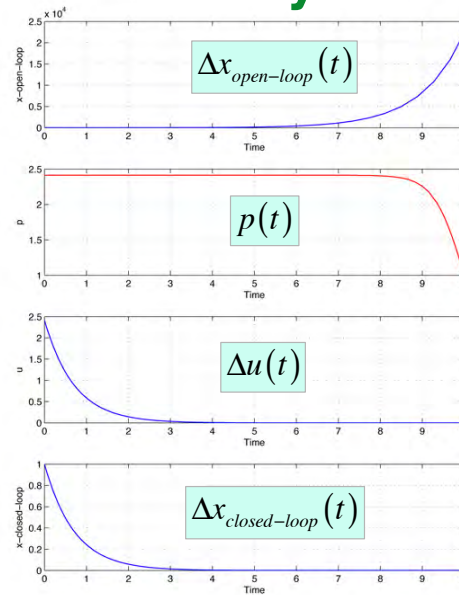 y
x 10⁴
2.5
2
1.5
1
0.5
0
x-open-loop
Δx_open−loop(t)
0 1 2 3 4 5 6 7 8 9
Time
2.5
2
1.5
1
p
p(t)
0 1 2 3 4 5 6 7 8 9
Time
2.5
2
1.5
1
0.5
0
u
Δu(t)
0 1 2 3 4 5 6 7 8 9
Time
1
0.8
0.6
0.4
0.2
0
x-closed-loop
Δx_closed−loop(t)
0 1 2 3 4 5 6 7 8 9
Time